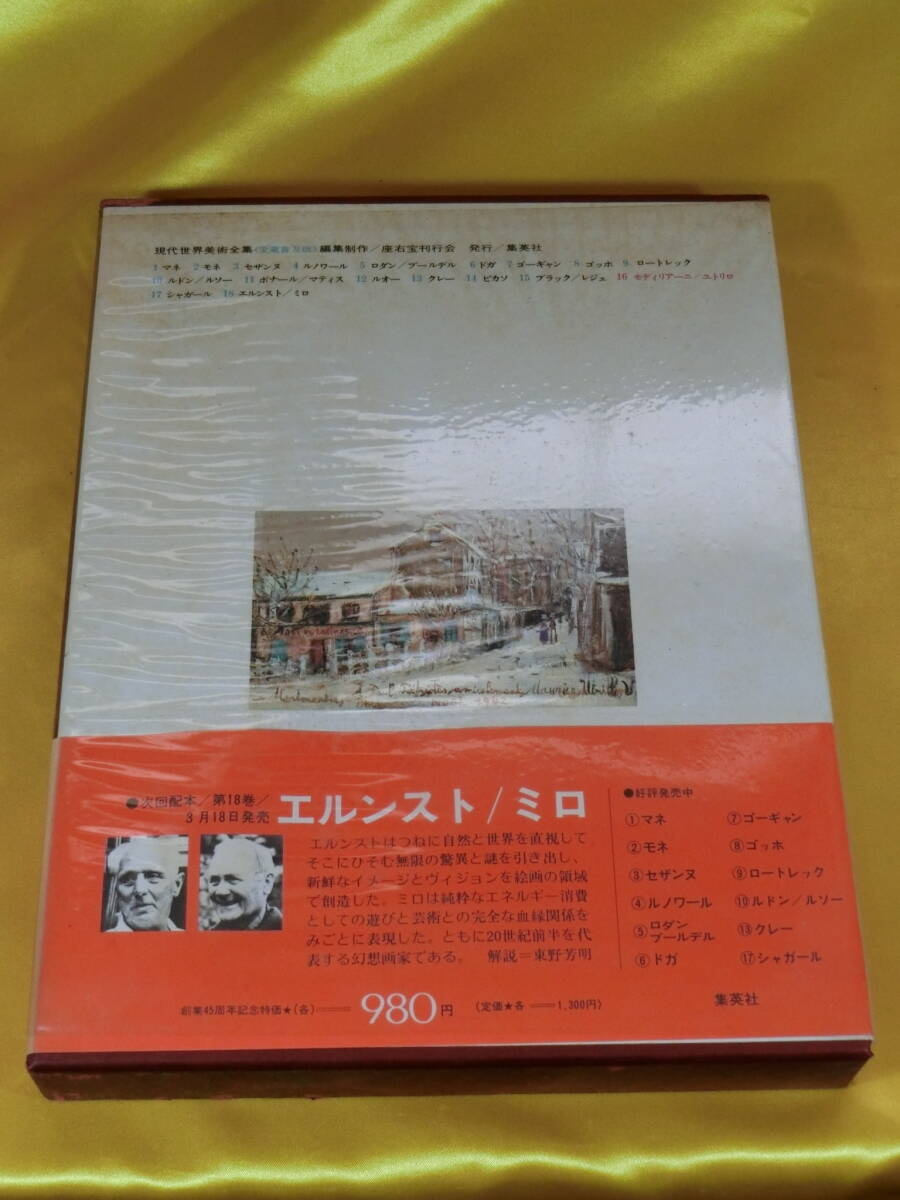 現代世界美術全集〈愛蔵普及版〉編集制作／座右宝刊行会　発行／集英社
1 マネ　2 モネ　3 セザンヌ　4 ルノワール　5 ロダン／ブールデル　6 ドガ　7 ゴーギャン　8 ゴッホ　9 ロートレック
10 ルドン／ルソー　11 ボナール／マティス　12 ルオー　13 クレー　14 ピカソ　15 ブラック／レジェ　16 モディリアーニ／ユトリロ
17 シャガール　18 エルンスト／ミロ
Maurice, Utrillo, V
●次回配本／第18巻／
3月18日発売
エルンスト／ミロ
エルンストはつねに自然と世界を直視して
そこにひそむ無限の驚異と謎を引き出し、
新鮮なイメージとヴィジョンを絵画の領域
で創造した。ミロは純粋なエネルギー消費
としての遊びと芸術との完全な血縁関係を
みごとに表現した。ともに20世紀前半を代
表する幻想画家である。　解説＝東野芳明
創業45周年記念特価★(各)＝980円　(定価★各＝1,300円)
●好評発売中
①マネ
②モネ
③セザンヌ
④ルノワール
⑤ロダン
ブールデル
⑥ドガ
⑦ゴーギャン
⑧ゴッホ
⑨ロートレック
⑩ルドン／ルソー
⑬クレー
⑰シャガール
集英社